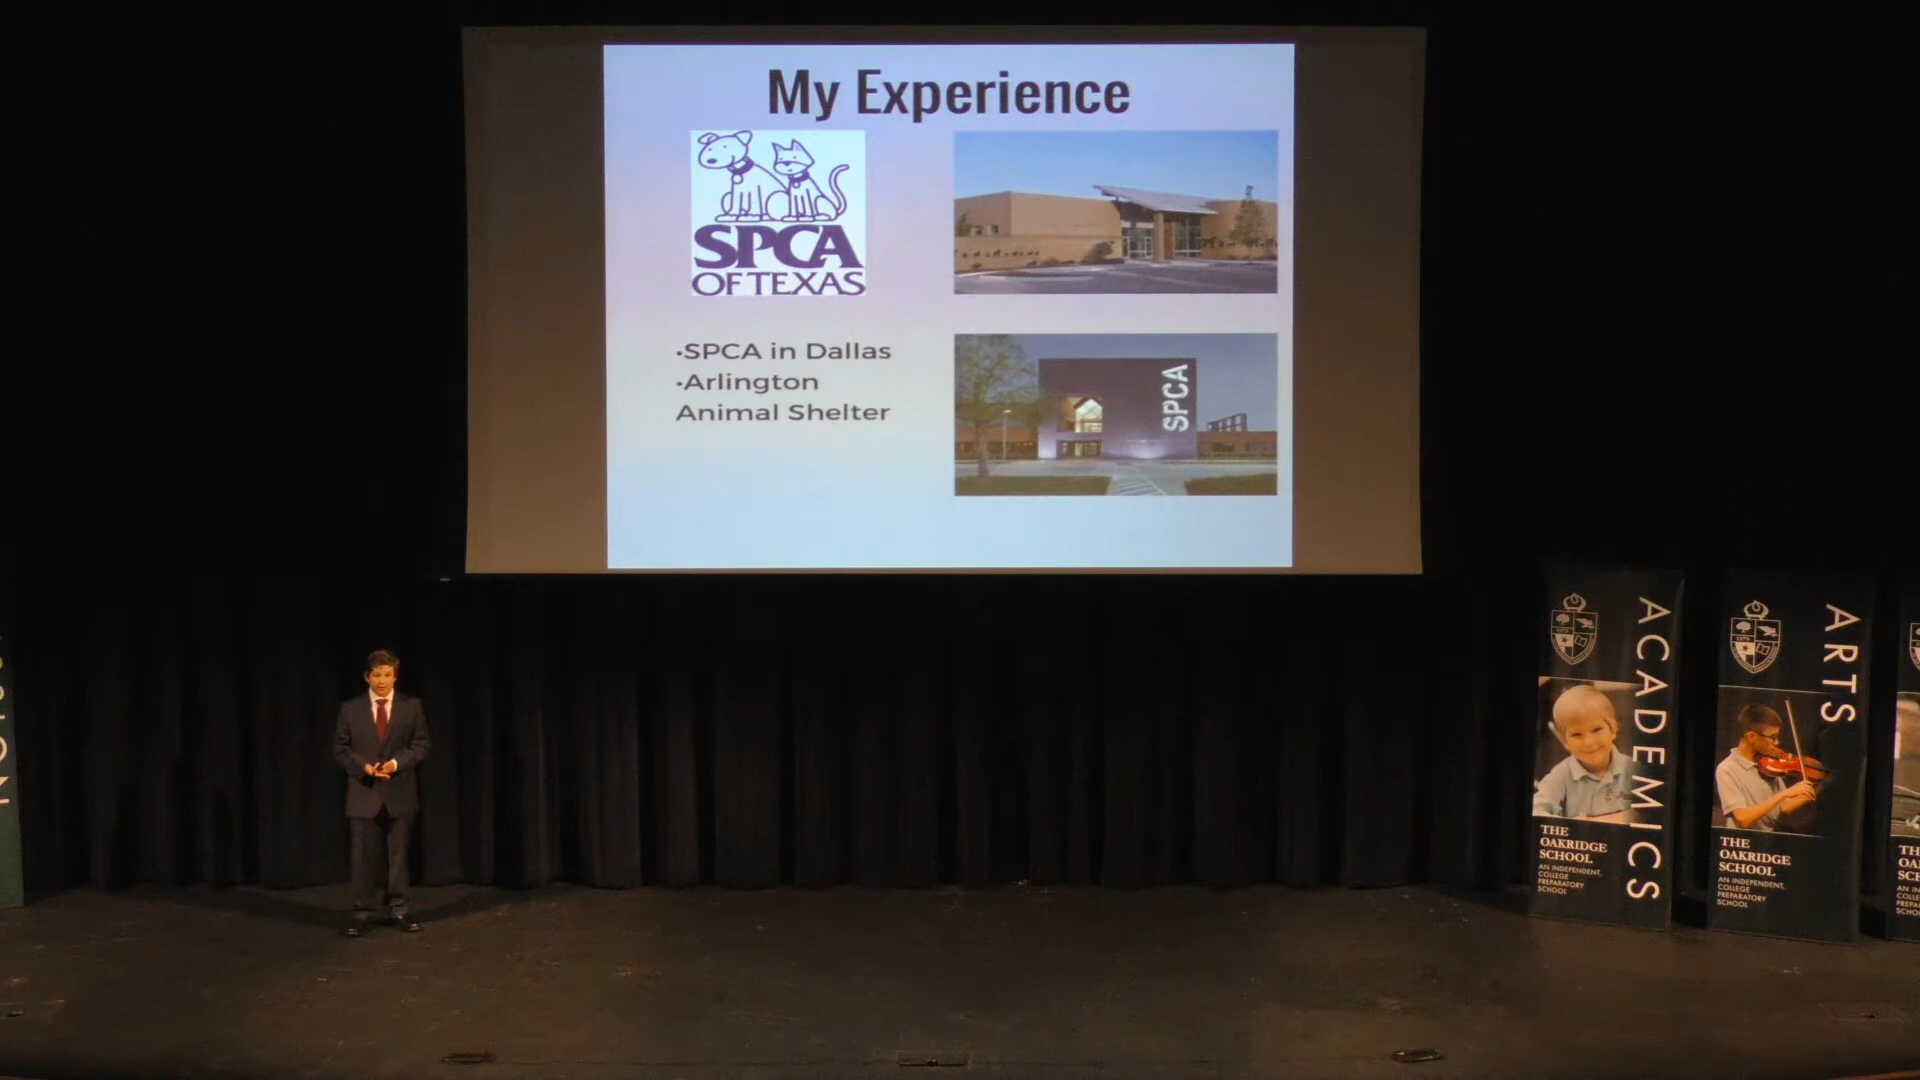 My Experience
SPCA
OF TEXAS
•SPCA in Dallas
•Arlington
Animal Shelter
SPCA
ACADEMICS
THE
OAKRIDGE
SCHOOL
AN INDEPENDENT,
COLLEGE
PREPARATORY
SCHOOL
ARTS
THE
OAKRIDGE
SCHOOL
AN INDEPENDENT,
COLLEGE
PREPARATORY
SCHOOL